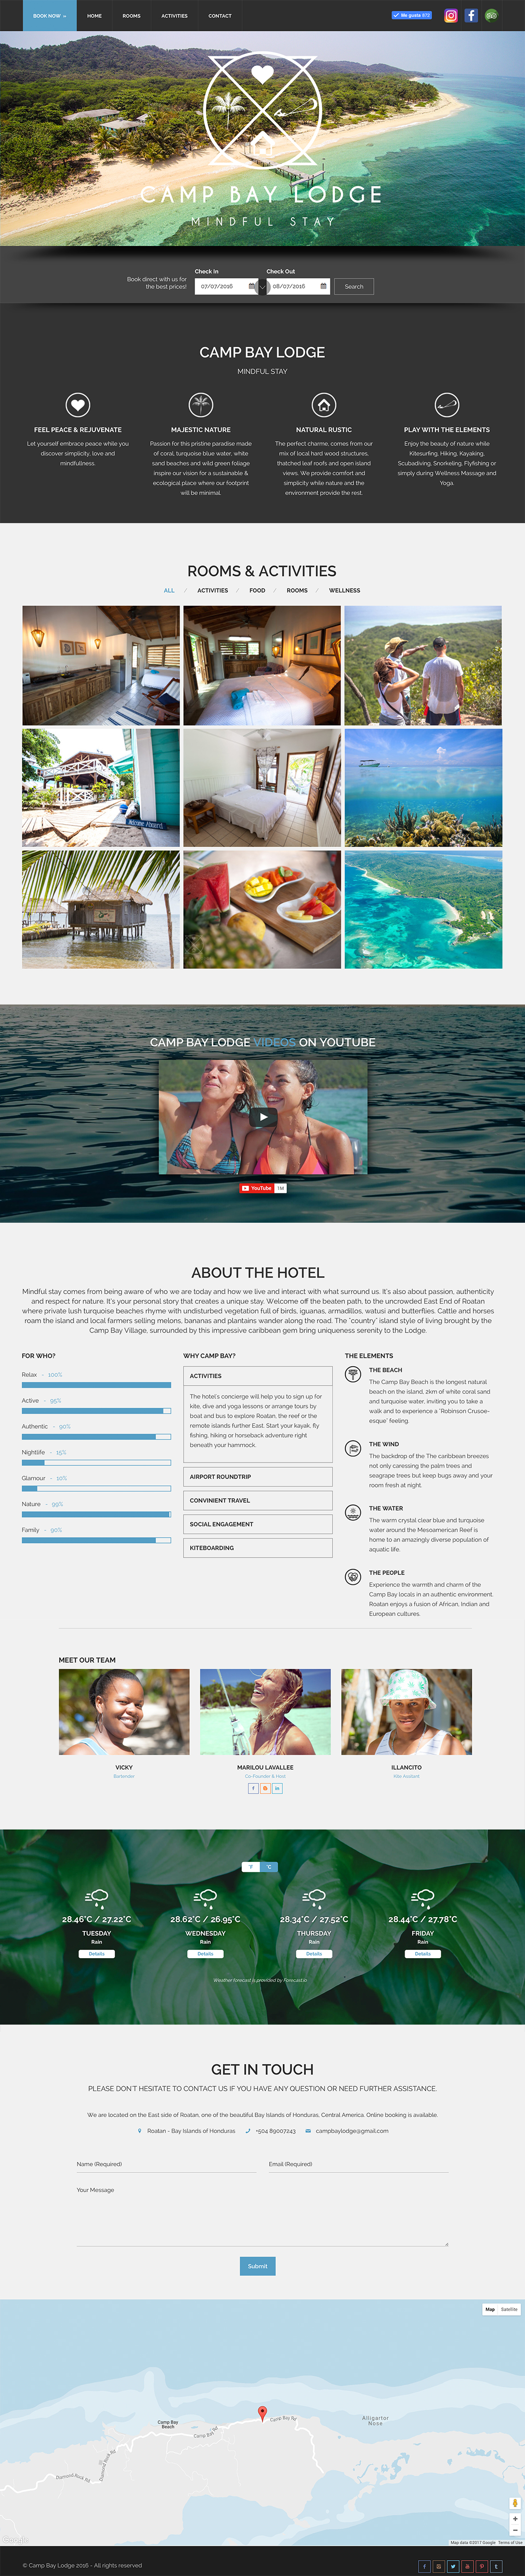 BOOK NOW
HOME
ROOMS
ACTIVITIES
CONTACT
Me gusta 972
CAMP BAY LODGE
MINDFUL STAY
Book direct with us for
the best prices!
Check In
07/07/2016
Check Out
08/07/2016
Search
CAMP BAY LODGE
MINDFUL STAY
FEEL PEACE & REJUVENATE
Let yourself embrace peace while you
discover simplicity, love and
mindfullness.
MAJESTIC NATURE
Passion for this pristine paradise made
of coral, turquoise blue water, white
sand beaches and wild green foliage
inspire our vision for a sustainable &
ecological place where our footprint
will be minimal.
NATURAL RUSTIC
The perfect charme, comes from our
mix of local hard wood structures,
thatched leaf roofs and open island
views. We provide comfort and
simplicity while nature and the
environment provide the rest.
PLAY WITH THE ELEMENTS
Enjoy the beauty of nature while
Kitesurfing, Hiking, Kayaking,
Scubadiving, Snorkeling, Flyfishing or
simply during Wellness Massage and
Yoga.
ROOMS & ACTIVITIES
ALL / ACTIVITIES / FOOD / ROOMS / WELLNESS
Welcome Aboard
CAMP BAY LODGE VIDEOS ON YOUTUBE
YouTube
ABOUT THE HOTEL
Mindful stay comes from being aware of who we are today and how we live and interact with what surround us. It's also about passion, authenticity
and respect for nature. It's your personal story that creates a unique stay. Welcome off the beaten path, to the uncrowded East End of Roatan
where private lush turquoise beaches rhyme with undisturbed vegetation full of birds, iguanas, armadillos, watusi and butterflies. Cattle and horses
roam the island and local farmers selling melons, bananas and plantains wander along the road. The "country" island style of living brought by the
Camp Bay Village, surrounded by this impressive caribbean gem bring uniqueness serenity to the Lodge.
FOR WHO?
Relax - 100%
Active - 95%
Authentic - 90%
Nightlife - 15%
Glamour - 10%
Nature - 99%
Family - 90%
WHY CAMP BAY?
ACTIVITIES
The hotel's concierge will help you to sign up for
kite, dive and yoga lessons or arrange tours by
boat and bus to explore Roatan, the reef or the
remote islands further East. Start your kayak, fly
fishing, hiking or horseback adventure right
beneath your hammock.
AIRPORT ROUNDTRIP
CONVINIENT TRAVEL
SOCIAL ENGAGEMENT
KITEBOARDING
THE ELEMENTS
THE BEACH
The Camp Bay Beach is the longest natural
beach on the island, 2km of white coral sand
and turquoise water, inviting you to take a
walk and to experience a "Robinson Crusoe-
esque" feeling.
THE WIND
The backdrop of the The caribbean breezes
not only caressing the palm trees and
seagrape trees but keep bugs away and your
room fresh at night.
THE WATER
The warm crystal clear blue and turquoise
water around the Mesoamerican Reef is
home to an amazingly diverse population of
aquatic life.
THE PEOPLE
Experience the warmth and charm of the
Camp Bay locals in an authentic environment.
Roatan enjoys a fusion of African, Indian and
European cultures.
MEET OUR TEAM
VICKY
Bartender
MARILOU LAVALLEE
Co-Founder & Host
ILLANCITO
Kite Assitant
°F
°C
28.46°C / 27.22°C
TUESDAY
Rain
Details
28.62°C / 26.95°C
WEDNESDAY
Rain
Details
28.34°C / 27.52°C
THURSDAY
Rain
Details
28.44°C / 27.78°C
FRIDAY
Rain
Details
Weather forecast is provided by Forecast.io
GET IN TOUCH
PLEASE DON'T HESITATE TO CONTACT US IF YOU HAVE ANY QUESTION OR NEED FURTHER ASSISTANCE.
We are located on the East side of Roatan, one of the beautiful Bay Islands of Honduras, Central America. Online booking is available.
Roatan - Bay Islands of Honduras
+504 89007243
campbaylodge@gmail.com
Name (Required)
Email (Required)
Your Message
Submit
Map
Satellite
Camp Bay
Beach
Camp Bay Rd
Camp Bay Rd
Alligartor
Nose
Diamond Rock Rd
Diamond Rock Rd
Google
Map data ©2017 Google
Terms of Use
© Camp Bay Lodge 2016 - All rights reserved